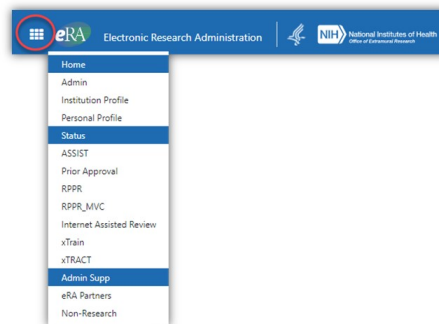 eRA Electronic Research Administration NIH National Institutes of Health
Office of Extramural Research
Home
Admin
Institution Profile
Personal Profile
Status
ASSIST
Prior Approval
RPPR
RPPR_MVC
Internet Assisted Review
xTrain
xTRACT
Admin Supp
eRA Partners
Non-Research